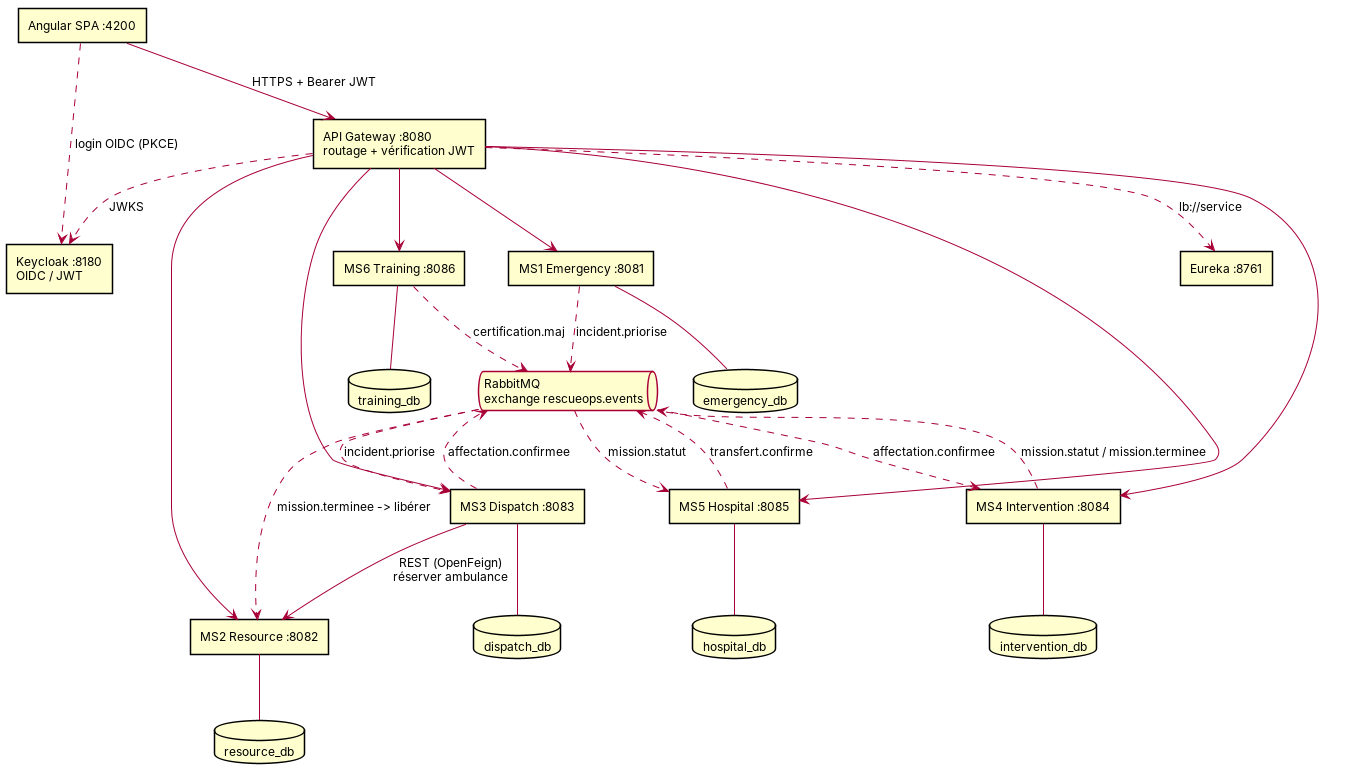 Angular SPA :4200
HTTPS + Bearer JWT
API Gateway :8080
routage + vérification JWT
login OIDC (PKCE)
JWKS
lb://service
Keycloak :8180
OIDC / JWT
MS6 Training :8086
MS1 Emergency :8081
Eureka :8761
certification.maj
incident.priorise
training_db
RabbitMQ
exchange rescueops.events
emergency_db
incident.priorise
affectation.confirmee
mission.statut
transfert.confirme
affectation.confirmee
mission.statut / mission.terminee
mission.terminee -> libérer
MS3 Dispatch :8083
MS5 Hospital :8085
MS4 Intervention :8084
REST (OpenFeign)
réserver ambulance
MS2 Resource :8082
dispatch_db
hospital_db
intervention_db
resource_db